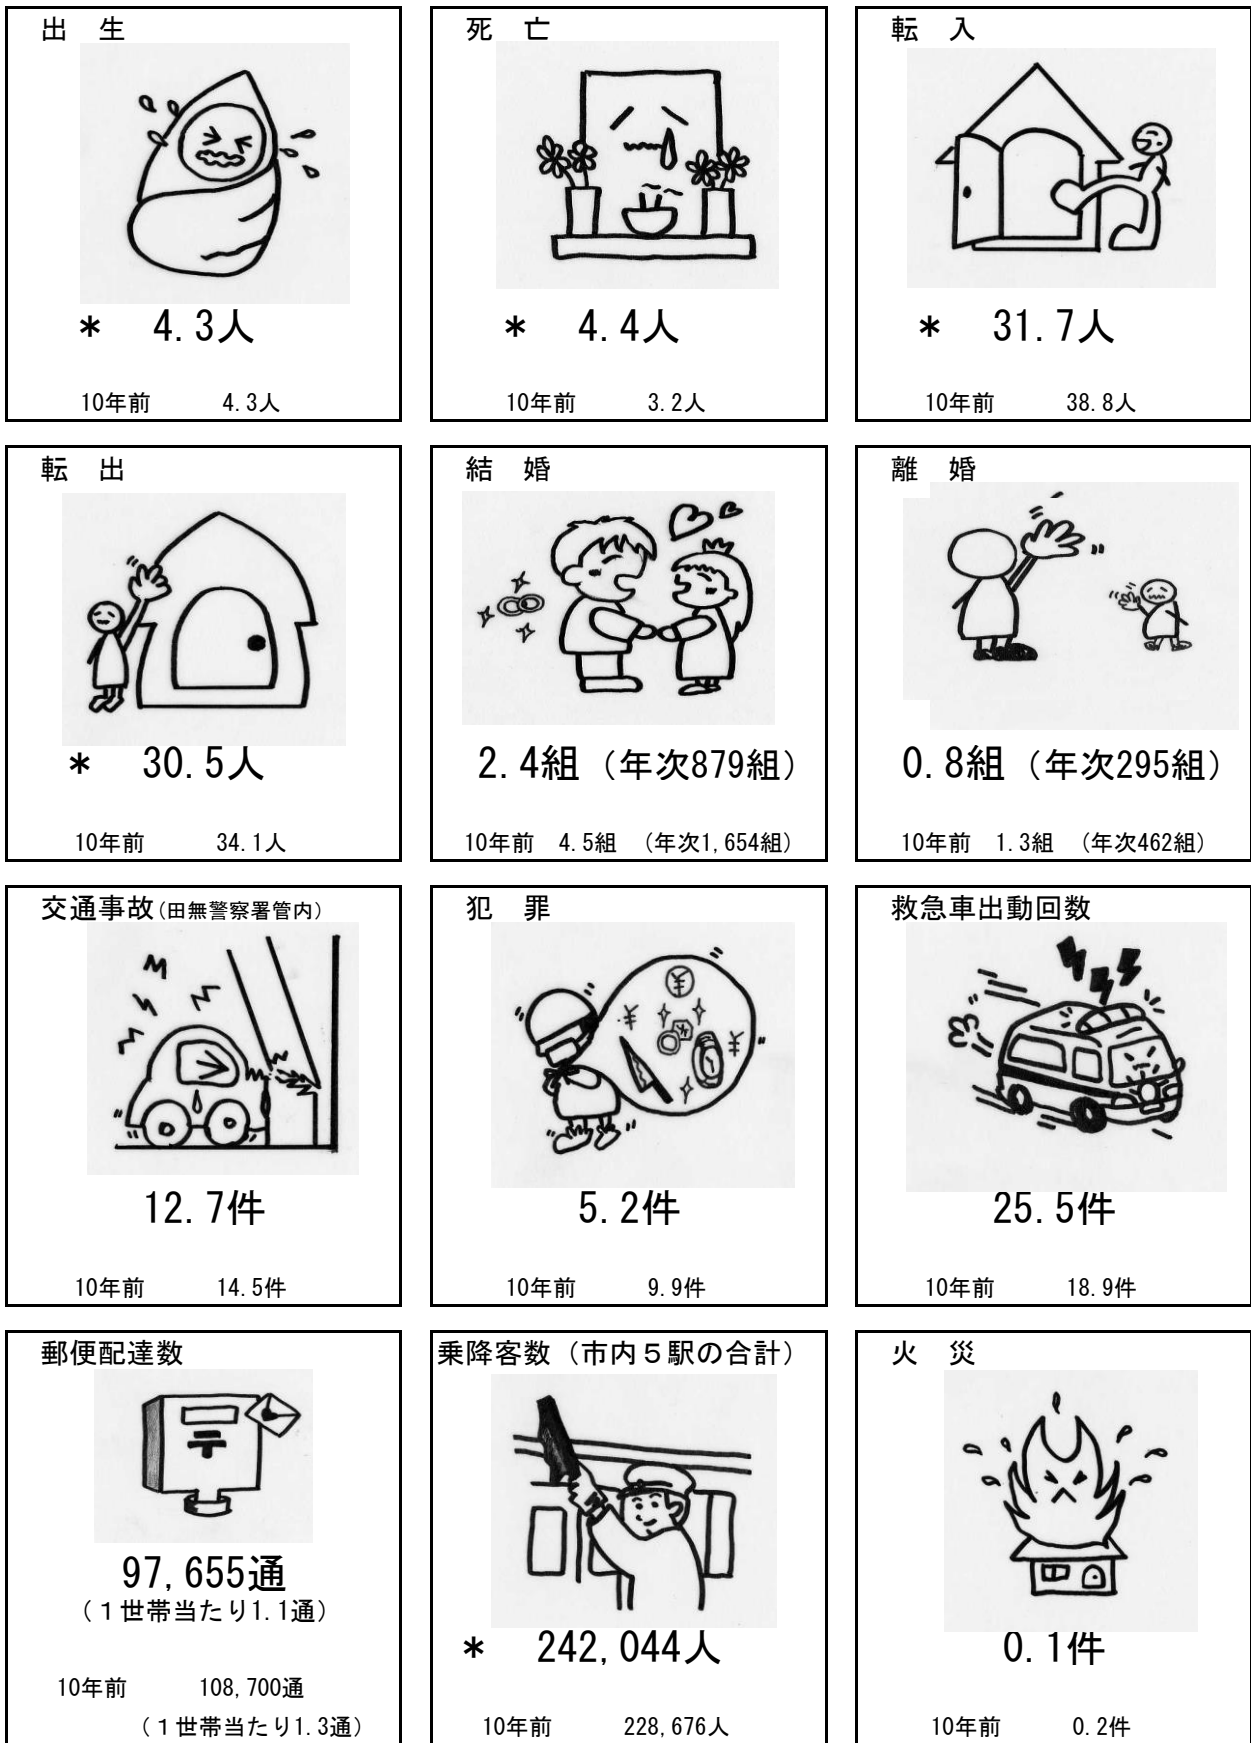 出　生
＊　4.3人
10年前　4.3人
死　亡
＊　4.4人
10年前　3.2人
転　入
＊　31.7人
10年前　38.8人
転　出
＊　30.5人
10年前　34.1人
結　婚
2.4組（年次879組）
10年前　4.5組　（年次1,654組）
離　婚
0.8組（年次295組）
10年前　1.3組　（年次462組）
交通事故（田無警察署管内）
12.7件
10年前　14.5件
犯　罪
¥
¥
¥
5.2件
10年前　9.9件
救急車出動回数
25.5件
10年前　18.9件
郵便配達数
〒
97,655通
（１世帯当たり1.1通）
10年前　108,700通
（１世帯当たり1.3通）
乗降客数（市内５駅の合計）
＊　242,044人
10年前　228,676人
火　災
0.1件
10年前　0.2件